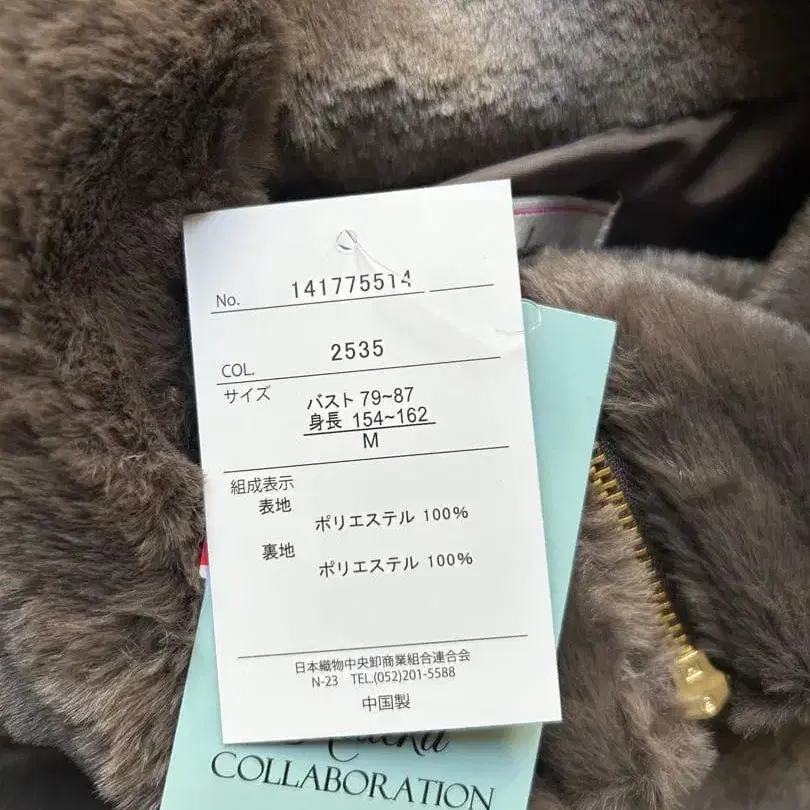 No. 141775514
COL. 2535
サイズ バスト 79~87
身長 154~162
M
組成表示
表地
ポリエステル 100%
裏地
ポリエステル 100%
日本織物中央卸商業組合連合会
N-23 TEL.(052)201-5588
中国製
COLLABORATION